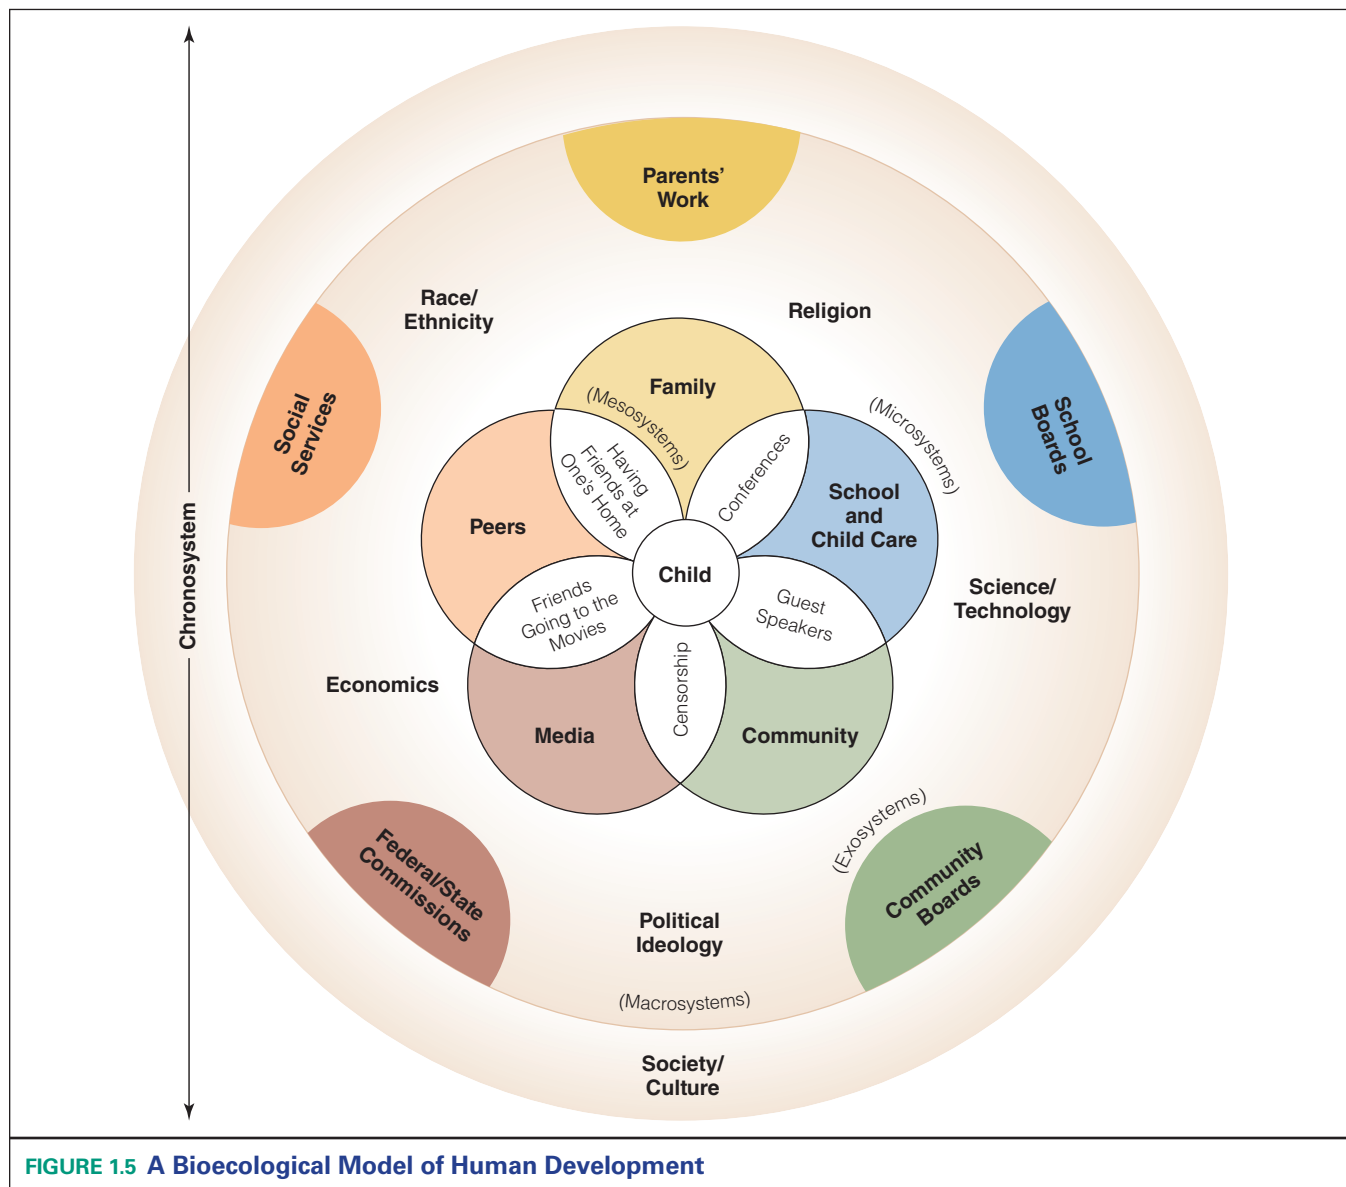 Parents’
Work
Race/
Ethnicity
Religion
Social
Services
School
Boards
Family
(Mesosystems)
(Microsystems)
Having
Friends at
One’s Home
Conferences
Peers
School
and
Child Care
Child
Chronosystem
Friends
Going to the
Movies
Guest
Speakers
Science/
Technology
Economics
Censorship
Media
Community
Federal/State
Commissions
(Exosystems)
Community
Boards
Political
Ideology
(Macrosystems)
Society/
Culture
FIGURE 1.5 A Bioecological Model of Human Development